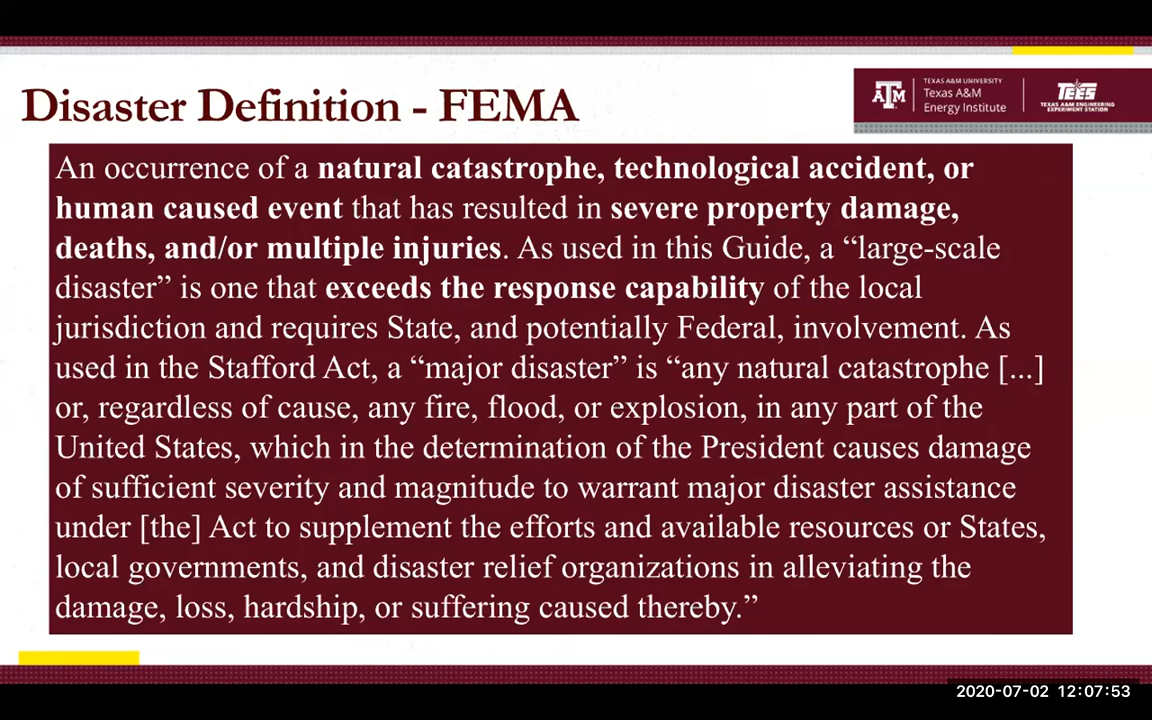 Disaster Definition - FEMA
TEXAS A&M UNIVERSITY
Texas A&M
Energy Institute
ATM
TEES
TEXAS A&M ENGINEERING
EXPERIMENT STATION
An occurrence of a natural catastrophe, technological accident, or
human caused event that has resulted in severe property damage,
deaths, and/or multiple injuries. As used in this Guide, a “large-scale
disaster” is one that exceeds the response capability of the local
jurisdiction and requires State, and potentially Federal, involvement. As
used in the Stafford Act, a “major disaster” is “any natural catastrophe [...]
or, regardless of cause, any fire, flood, or explosion, in any part of the
United States, which in the determination of the President causes damage
of sufficient severity and magnitude to warrant major disaster assistance
under [the] Act to supplement the efforts and available resources or States,
local governments, and disaster relief organizations in alleviating the
damage, loss, hardship, or suffering caused thereby.”
2020-07-02 12:07:53